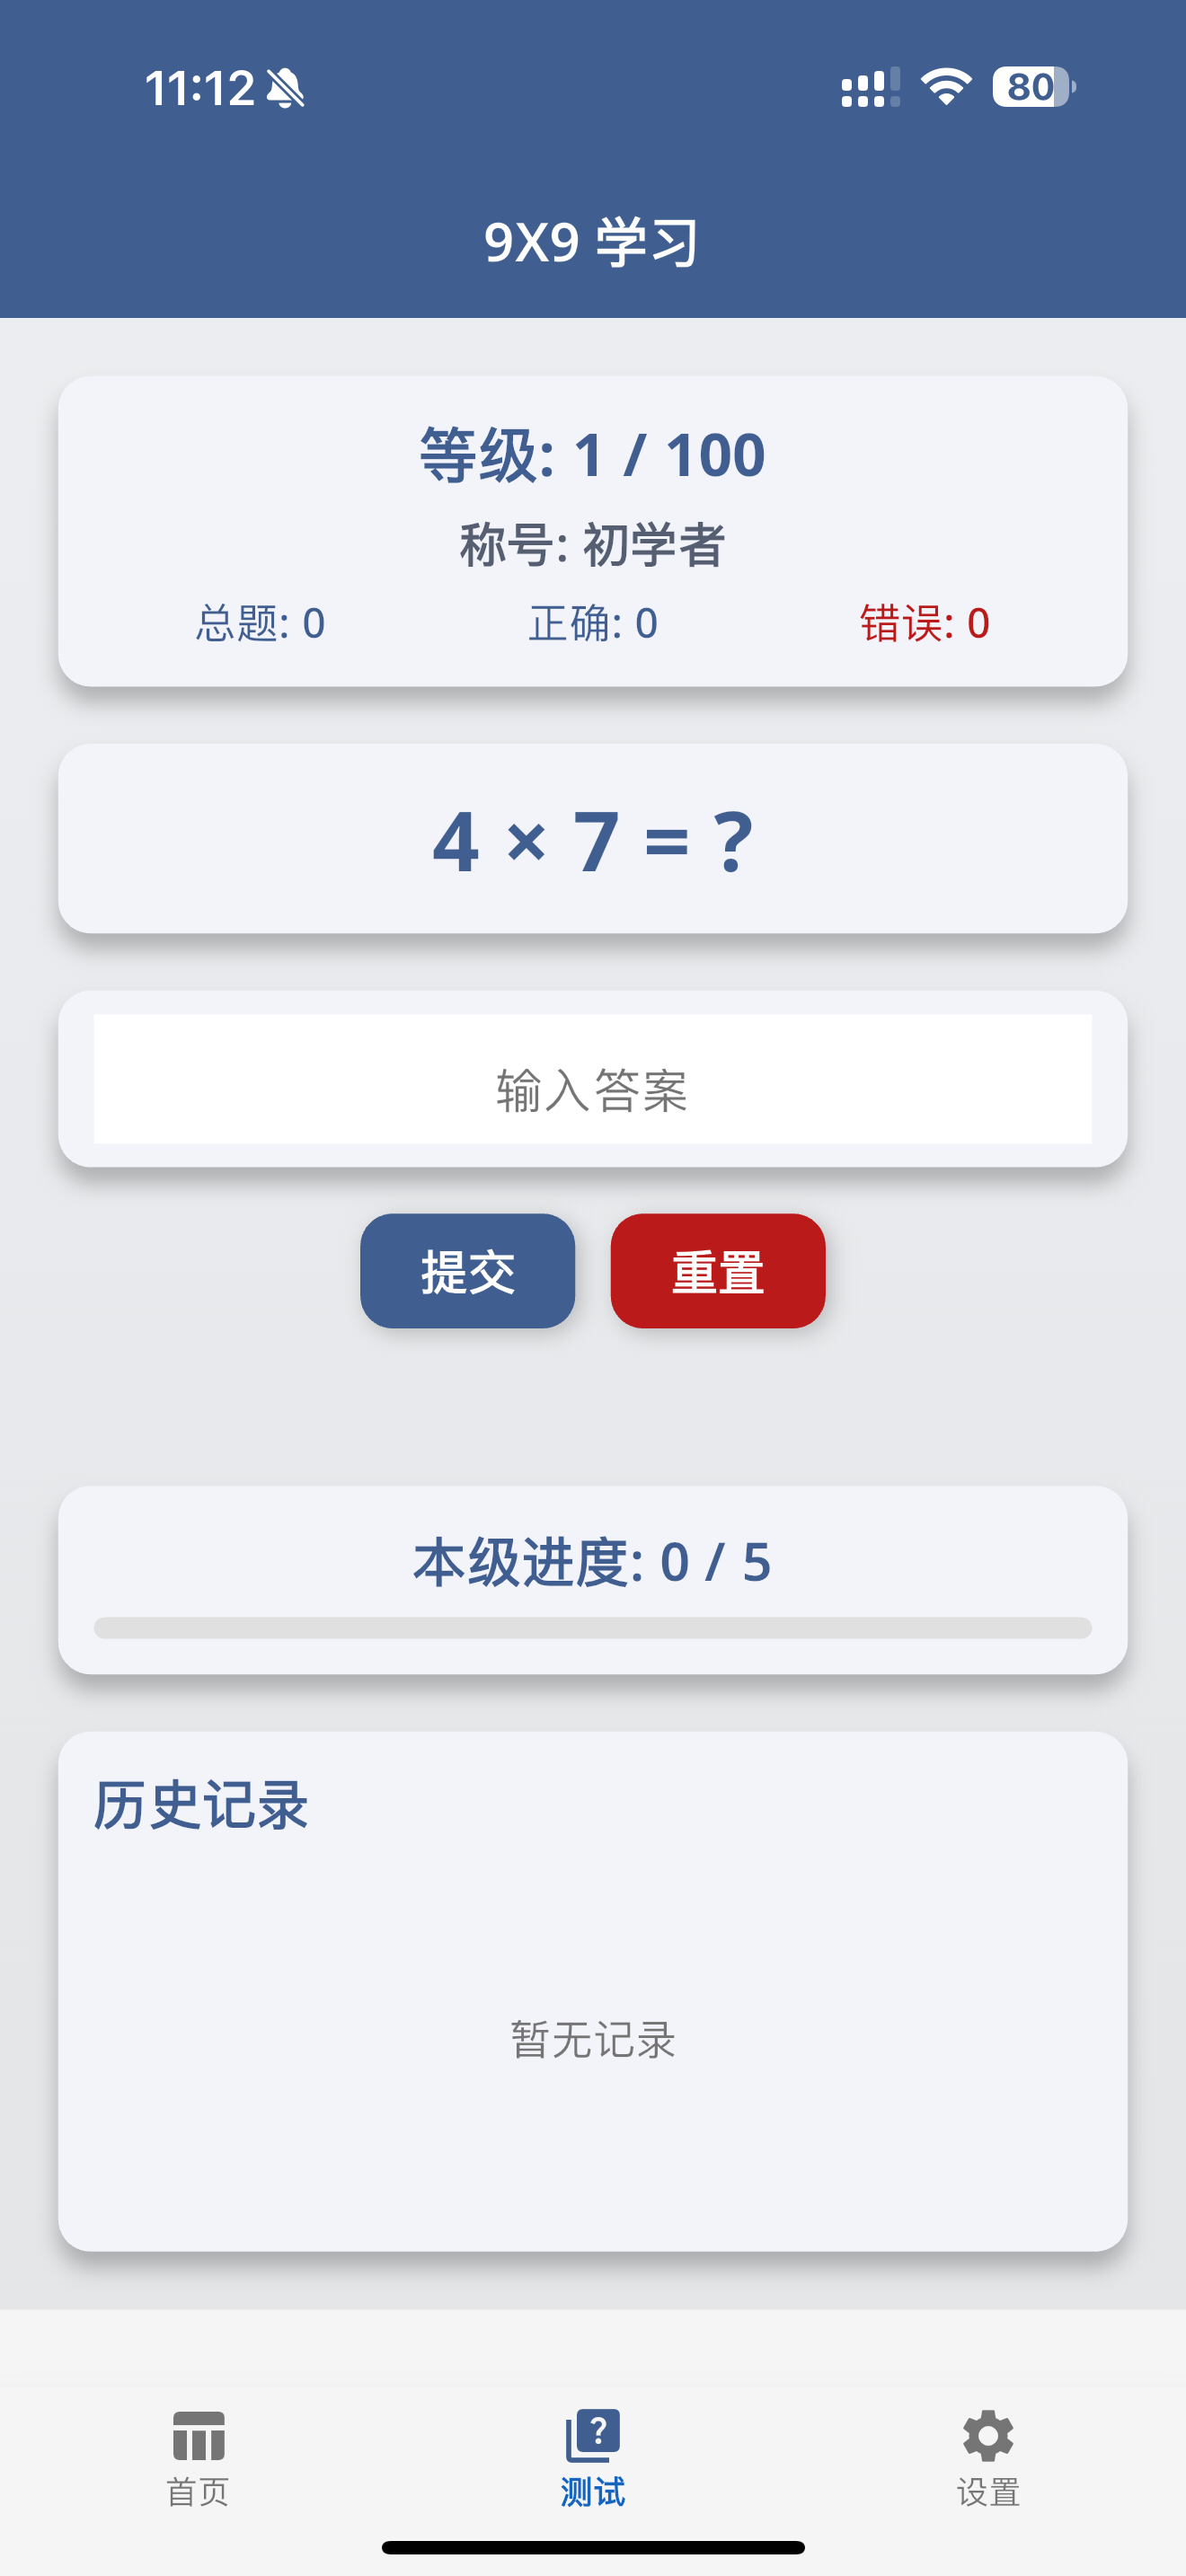 11:12
80
9X9 学习
等级: 1 / 100
称号: 初学者
总题: 0 正确: 0 错误: 0
4 × 7 = ?
输入答案
提交 重置
本级进度: 0 / 5
历史记录
暂无记录
?
首页 测试 设置